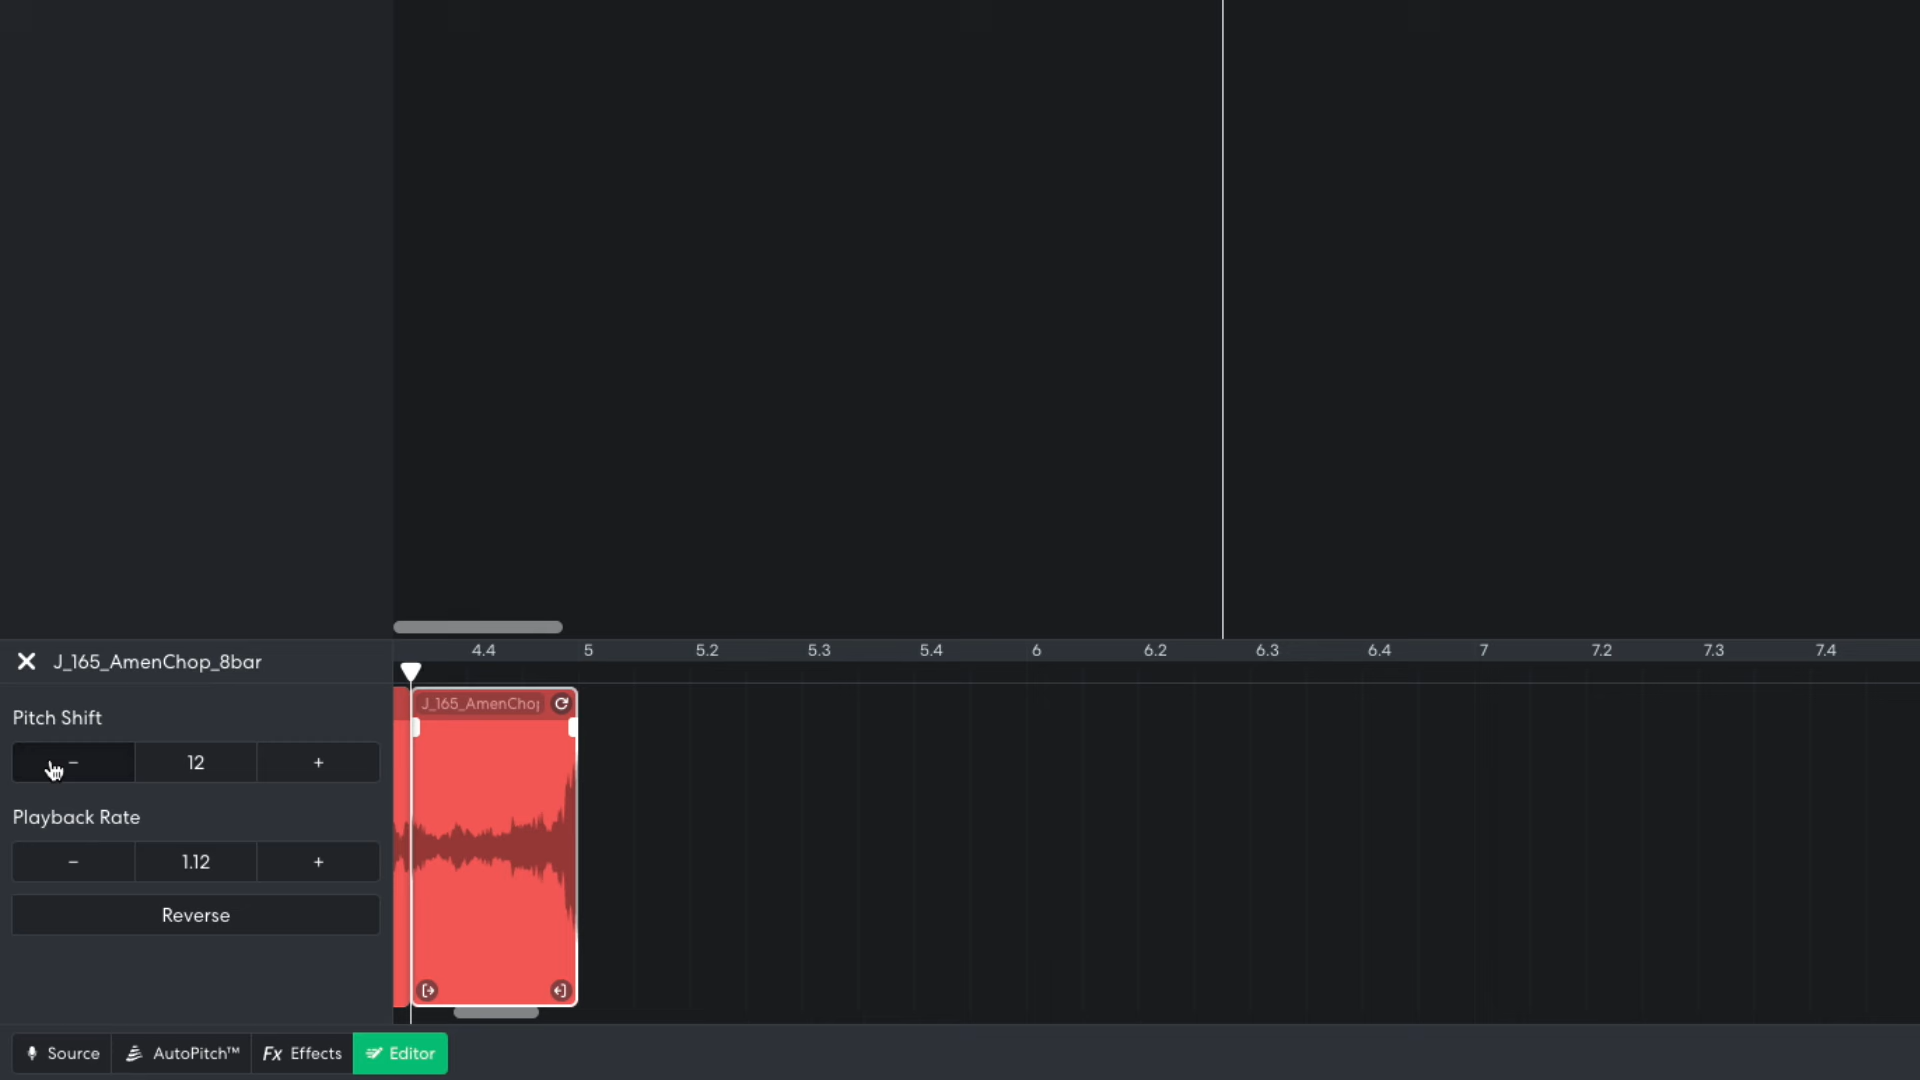 4.4 5 5.2 5.3 5.4 6 6.2 6.3 6.4 7 7.2 7.3 7.4
J_165_AmenChop_8bar
J_165_AmenChop
Pitch Shift
− 12 +
Playback Rate
− 1.12 +
Reverse
Source AutoPitch™ Fx Effects Editor